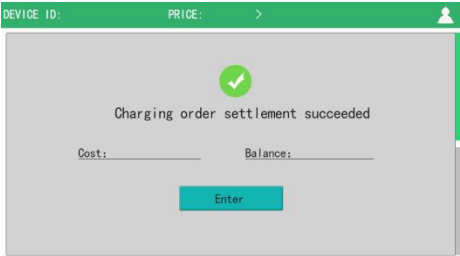 DEVICE ID: PRICE: >
Charging order settlement succeeded
Cost: Balance:
Enter